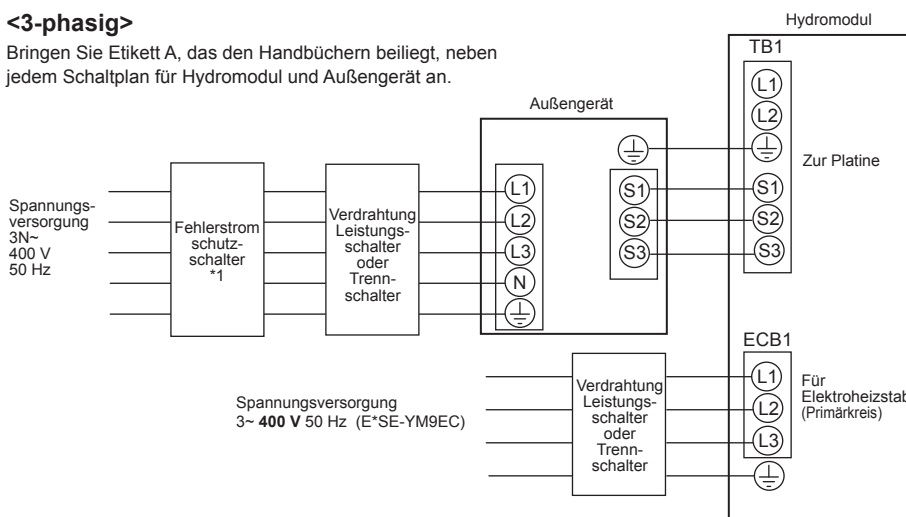 <3-phasig>
Bringen Sie Etikett A, das den Handbüchern beiliegt, neben
jedem Schaltplan für Hydromodul und Außengerät an.
Hydromodul
TB1
L1
L2
Zur Platine
S1
S2
S3
Außengerät
L1
L2
L3
N
S1
S2
S3
Spannungs-
versorgung
3N~
400 V
50 Hz
Fehlerstrom
schutz-
schalter
*1
Verdrahtung
Leistungs-
schalter
oder
Trenn-
schalter
ECB1
L1
L2
L3
Für
Elektroheizstab
(Primärkreis)
Verdrahtung
Leistungs-
schalter
oder
Trenn-
schalter
Spannungsversorgung
3~ 400 V 50 Hz (E*SE-YM9EC)